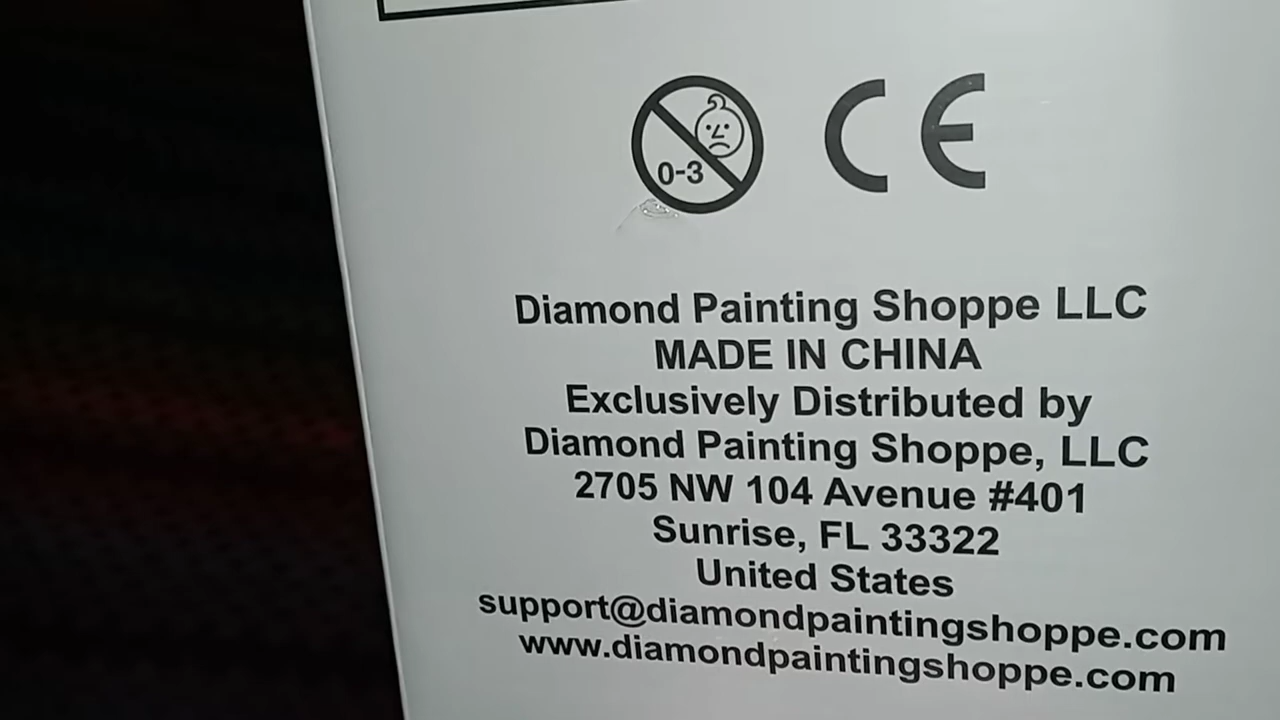 0-3
CE
Diamond Painting Shoppe LLC
MADE IN CHINA
Exclusively Distributed by
Diamond Painting Shoppe, LLC
2705 NW 104 Avenue #401
Sunrise, FL 33322
United States
support@diamondpaintingshoppe.com
www.diamondpaintingshoppe.com